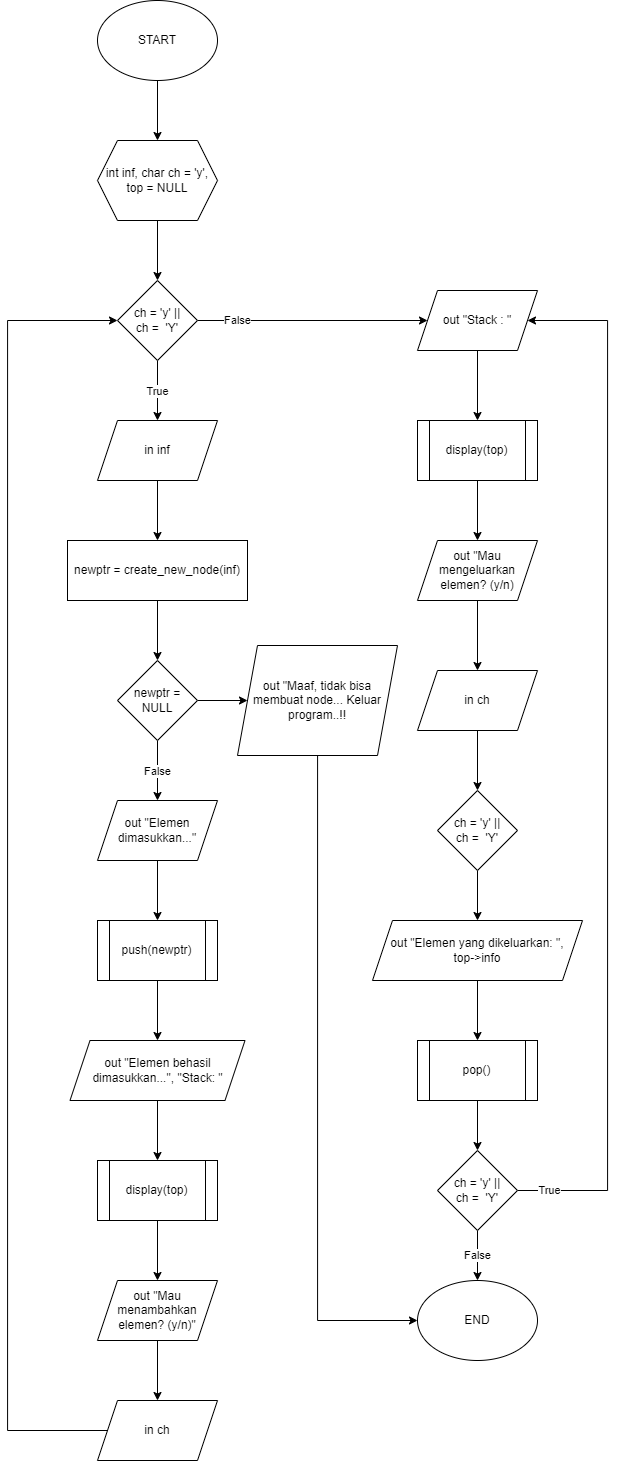 START
int inf, char ch = 'y',
top = NULL
ch = 'y' ||
ch =  'Y'
False
True
in inf
newptr = create_new_node(inf)
newptr =
NULL
out "Maaf, tidak bisa
membuat node... Keluar
program..!!
False
out "Elemen
dimasukkan..."
push(newptr)
out "Elemen behasil
dimasukkan...", "Stack: "
display(top)
out "Mau
menambahkan
elemen? (y/n)"
in ch
out "Stack : "
display(top)
out "Mau
mengeluarkan
elemen? (y/n)
in ch
ch = 'y' ||
ch =  'Y'
out "Elemen yang dikeluarkan: ",
top->info
pop()
ch = 'y' ||
ch =  'Y'
True
False
END